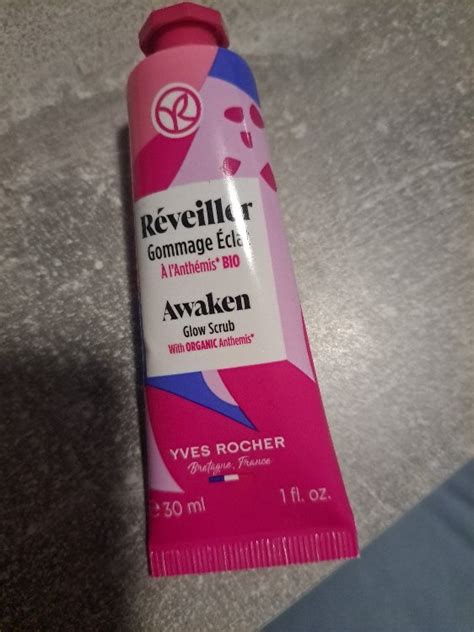 Réveiller
Gommage Éclat
À l'Anthémis* BIO
Awaken
Glow Scrub
With ORGANIC Anthemis*
YVES ROCHER
Bretagne, France
℮30 ml 1 fl. oz.